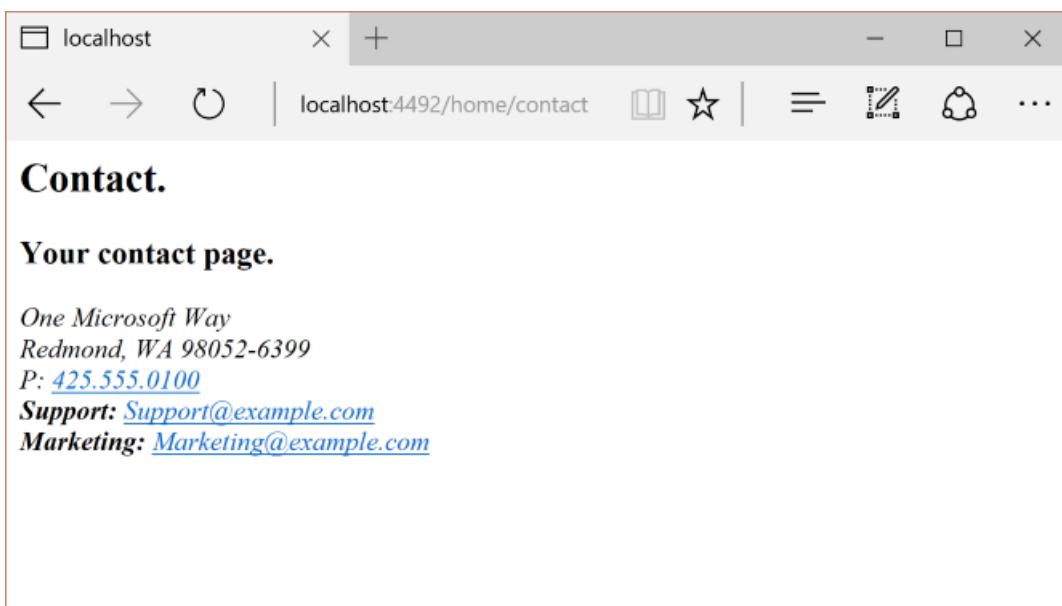 localhost
localhost:4492/home/contact
Contact.
Your contact page.
One Microsoft Way
Redmond, WA 98052-6399
P: 425.555.0100
Support: Support@example.com
Marketing: Marketing@example.com